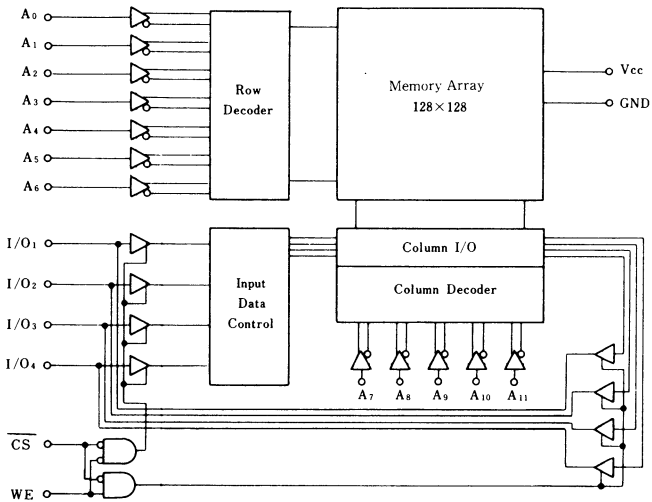 A₀
A₁
A₂
A₃
A₄
A₅
A₆
Row
Decoder
Memory Array
128×128
Vcc
GND
I/O₁
I/O₂
I/O₃
I/O₄
Input
Data
Control
Column I/O
Column Decoder
A₇ A₈ A₉ A₁₀ A₁₁
C̅S̅
WE